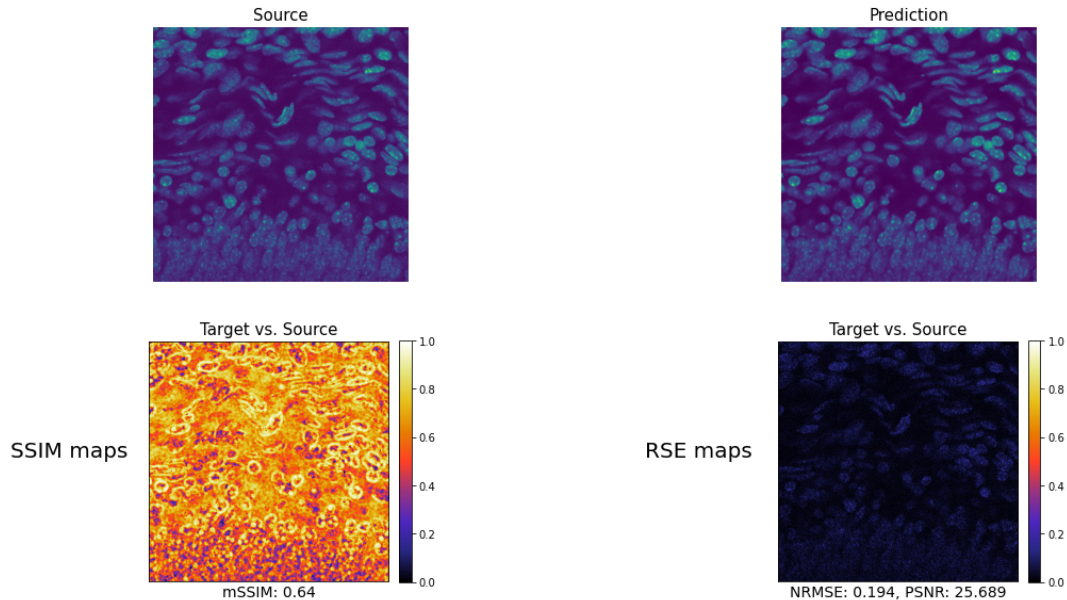 Source
Prediction
Target vs. Source
Target vs. Source
1.0
0.8
0.6
0.4
0.2
0.0
1.0
0.8
0.6
0.4
0.2
0.0
SSIM maps
RSE maps
mSSIM: 0.64
NRMSE: 0.194, PSNR: 25.689